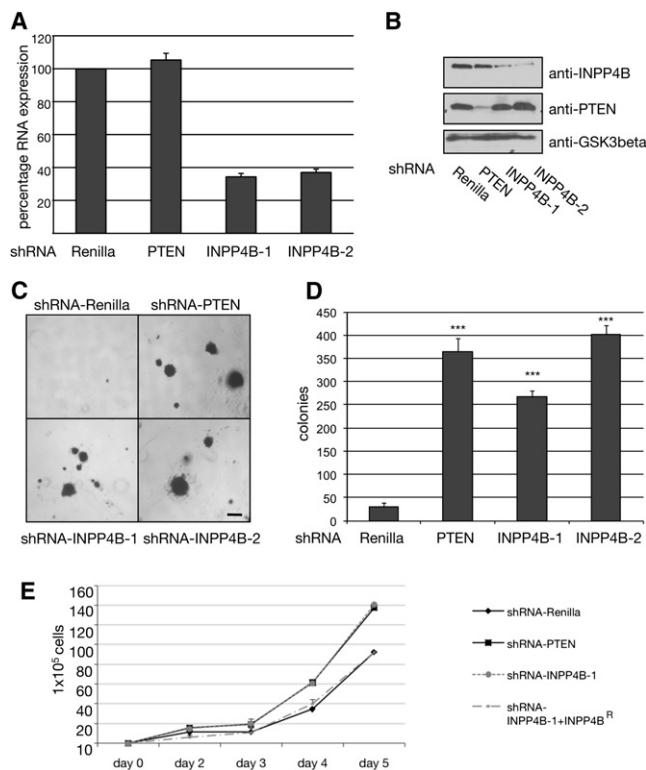 A
percentage RNA expression
120
100
80
60
40
20
shRNA
Renilla
PTEN
INPP4B-1
INPP4B-2
B
anti-INPP4B
anti-PTEN
anti-GSK3beta
shRNA
Renilla
PTEN
INPP4B-1
INPP4B-2
C
shRNA-Renilla
shRNA-PTEN
shRNA-INPP4B-1
shRNA-INPP4B-2
D
colonies
450
400
350
300
250
200
150
100
50
0
***
***
***
shRNA
Renilla
PTEN
INPP4B-1
INPP4B-2
E
1x10⁵ cells
160
140
120
100
80
60
40
20
10
day 0
day 2
day 3
day 4
day 5
shRNA-Renilla
shRNA-PTEN
shRNA-INPP4B-1
shRNA-
INPP4B-1+INPP4Bᴿ